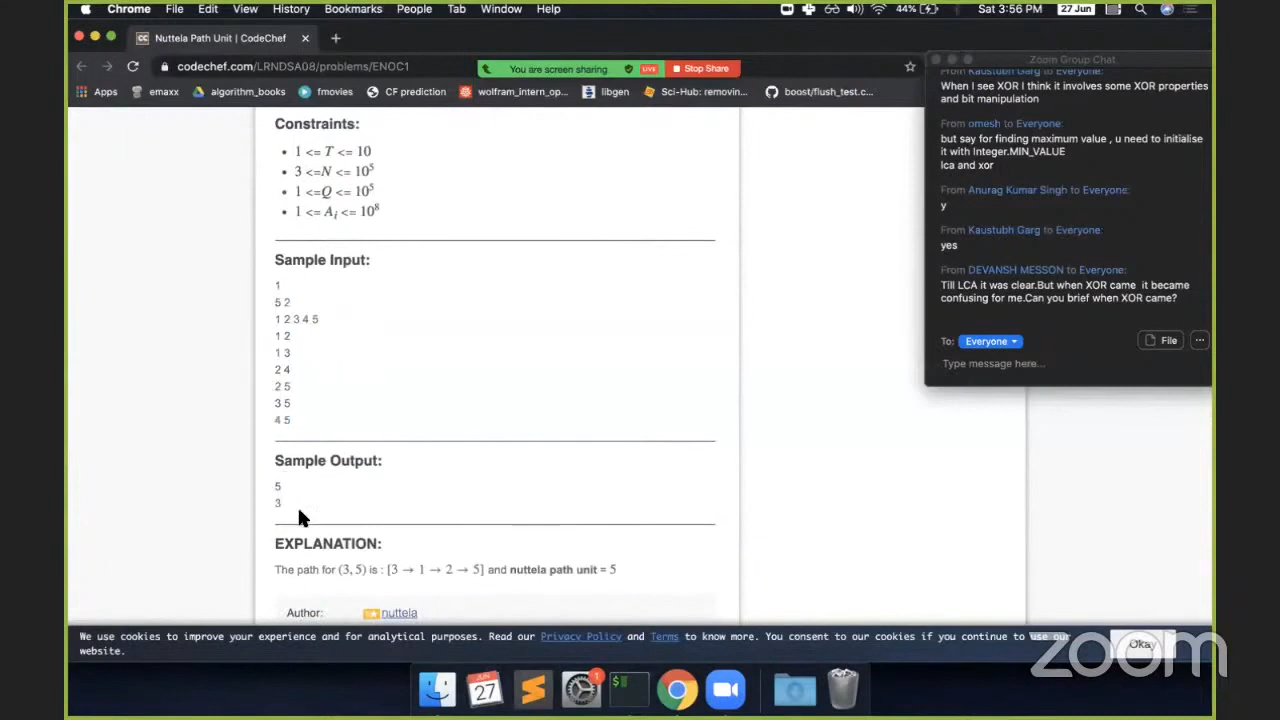 Chrome File Edit View History Bookmarks People Tab Window Help 44% Sat 3:56 PM 27 Jun
CC Nuttela Path Unit | CodeChef × +
codechef.com/LRNDSA08/problems/ENOC1
You are screen sharing LIVE Stop Share
Apps emaxx algorithm_books fmovies CF prediction wolfram_intern_op... libgen Sci-Hub: removin... boost/flush_test.c...
Constraints:
• 1 <= T <= 10
• 3 <=N <= 10⁵
• 1 <=Q <= 10⁵
• 1 <= Aᵢ <= 10⁸
Sample Input:
1
5 2
1 2 3 4 5
1 2
1 3
2 4
2 5
3 5
4 5
Sample Output:
5
3
EXPLANATION:
The path for (3, 5) is : [3 → 1 → 2 → 5] and nuttela path unit = 5
Author: nuttela
Zoom Group Chat
From Kaustubh Garg to Everyone:
When I see XOR I think it involves some XOR properties
and bit manipulation
From omesh to Everyone:
but say for finding maximum value , u need to initialise
it with Integer.MIN_VALUE
lca and xor
From Anurag Kumar Singh to Everyone:
y
From Kaustubh Garg to Everyone:
yes
From DEVANSH MESSON to Everyone:
Till LCA it was clear.But when XOR came it became
confusing for me.Can you brief when XOR came?
To: Everyone File ...
Type message here...
We use cookies to improve your experience and for analytical purposes. Read our Privacy Policy and Terms to know more. You consent to our cookies if you continue to use our
website.
Okay
zoom
27
1
$